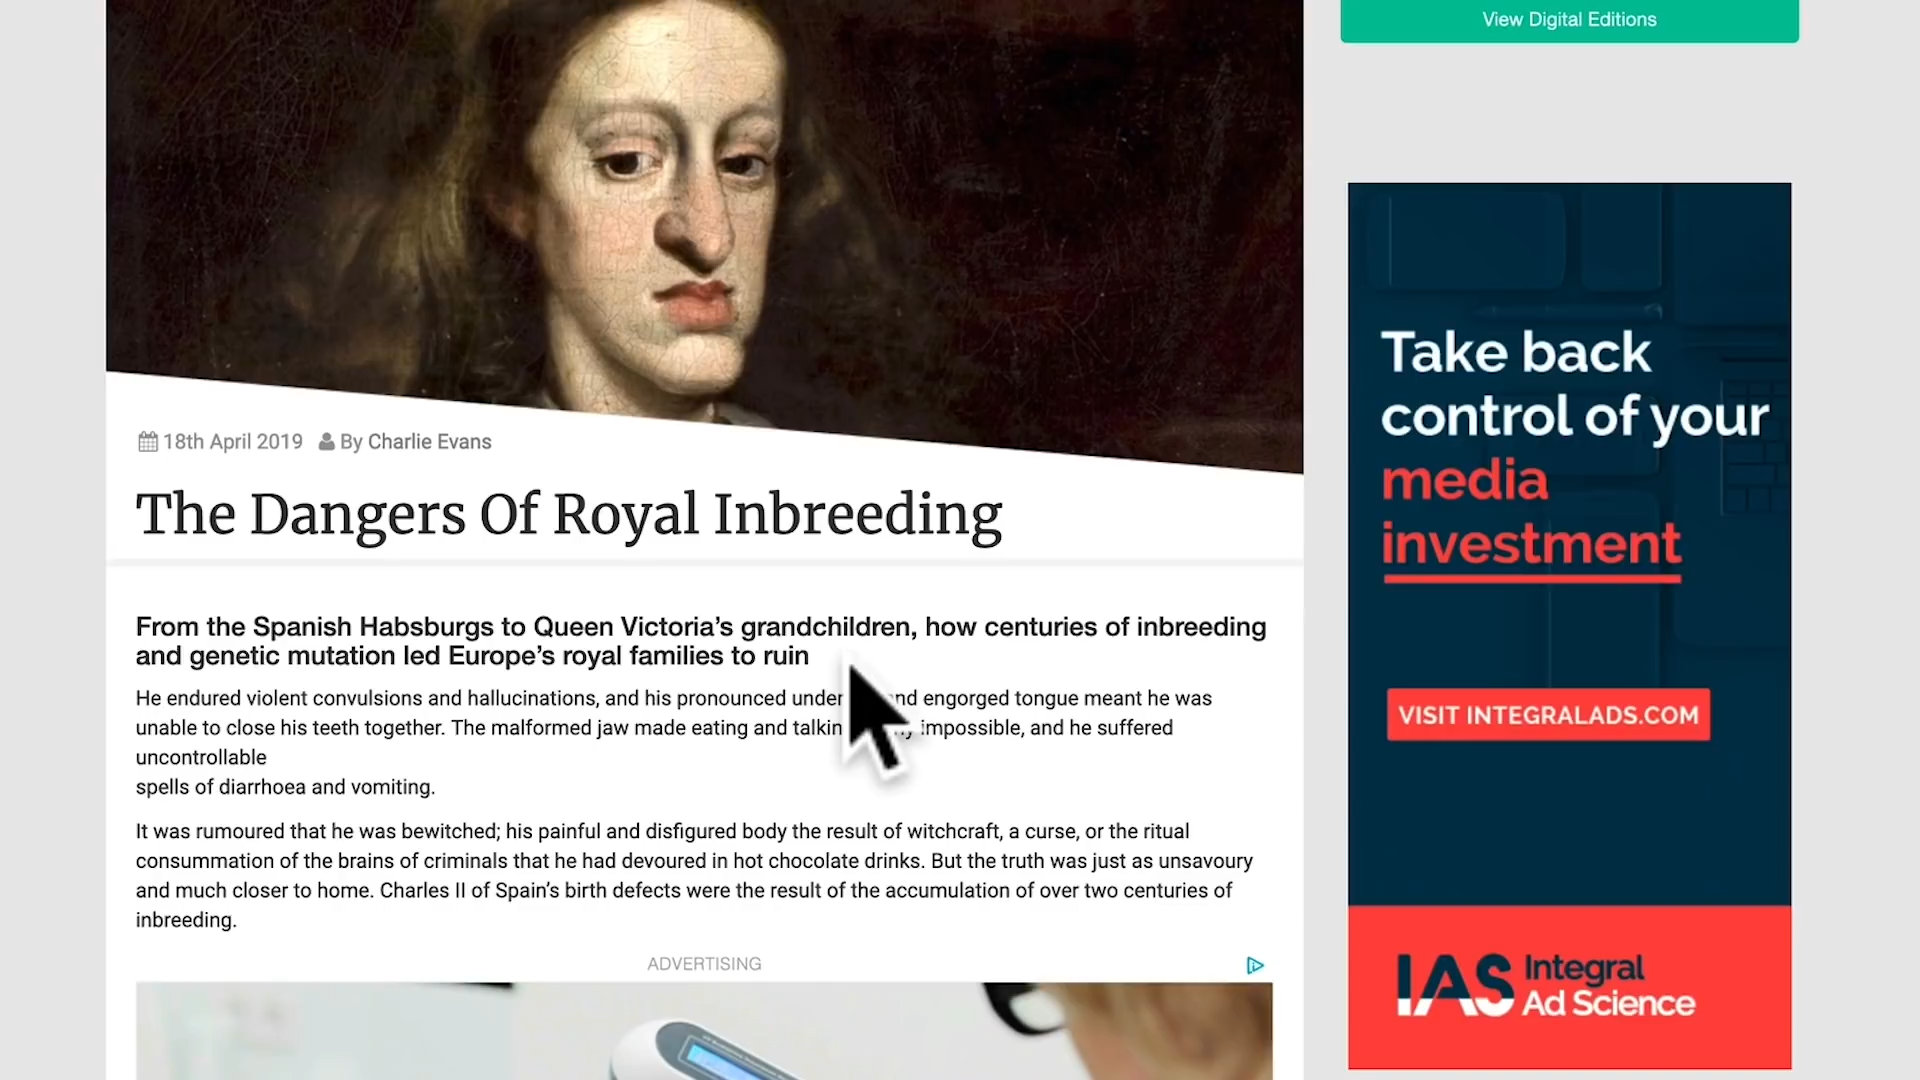 View Digital Editions
18th April 2019 By Charlie Evans
The Dangers Of Royal Inbreeding
From the Spanish Habsburgs to Queen Victoria’s grandchildren, how centuries of inbreeding
and genetic mutation led Europe’s royal families to ruin
He endured violent convulsions and hallucinations, and his pronounced under nd engorged tongue meant he was
unable to close his teeth together. The malformed jaw made eating and talkin y impossible, and he suffered
uncontrollable
spells of diarrhoea and vomiting.
It was rumoured that he was bewitched; his painful and disfigured body the result of witchcraft, a curse, or the ritual
consummation of the brains of criminals that he had devoured in hot chocolate drinks. But the truth was just as unsavoury
and much closer to home. Charles II of Spain’s birth defects were the result of the accumulation of over two centuries of
inbreeding.
ADVERTISING
Take back
control of your
media
investment
VISIT INTEGRALADS.COM
IAS Integral
Ad Science